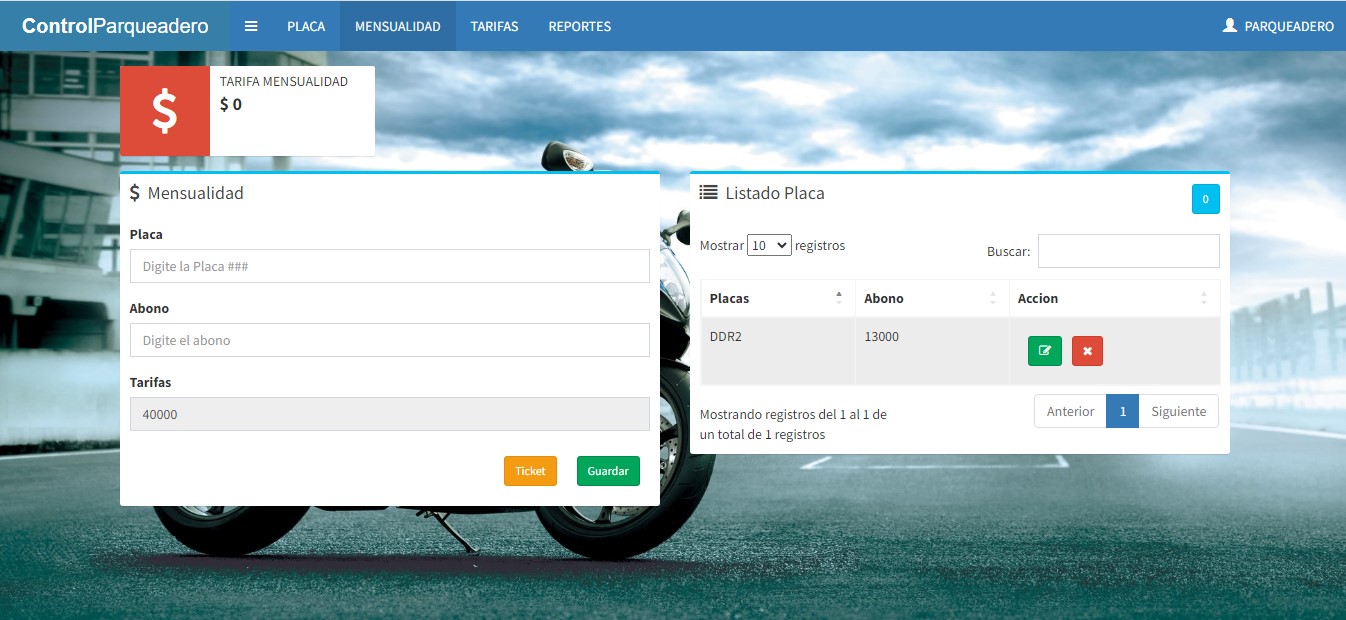 ControlParqueadero PLACA MENSUALIDAD TARIFAS REPORTES PARQUEADERO
TARIFA MENSUALIDAD
$ 0
$ Mensualidad
Placa
Digite la Placa ###
Abono
Digite el abono
Tarifas
40000
Ticket Guardar
Listado Placa 0
Mostrar 10 registros Buscar:
Placas Abono Accion
DDR2 13000
Mostrando registros del 1 al 1 de
un total de 1 registros
Anterior 1 Siguiente